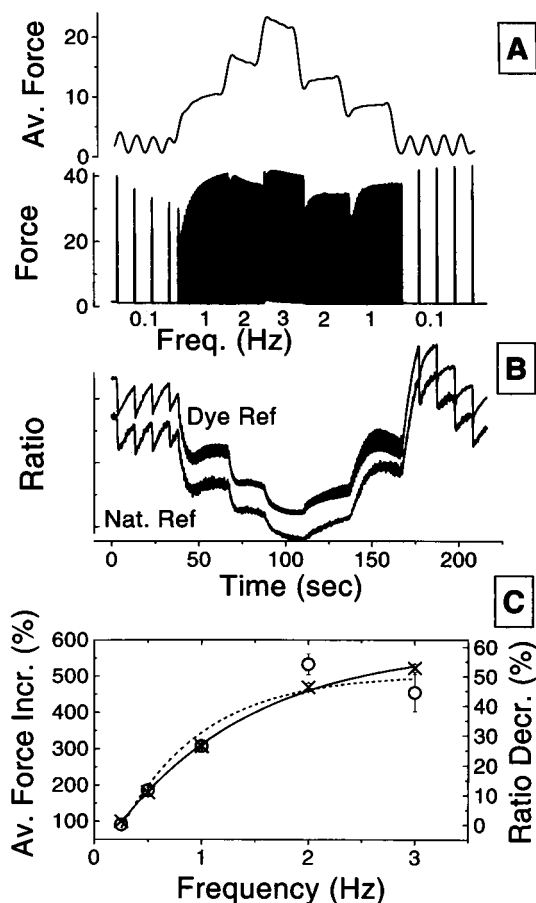 A
Av. Force
20
10
0
Force
40
20
0
0.1 1 2 3 2 1 0.1
Freq. (Hz)
B
Ratio
Dye Ref
Nat. Ref
0 50 100 150 200
Time (sec)
C
Av. Force Incr. (%)
600
500
400
300
200
100
Ratio Decr. (%)
60
50
40
30
20
10
0
0 1 2 3
Frequency (Hz)